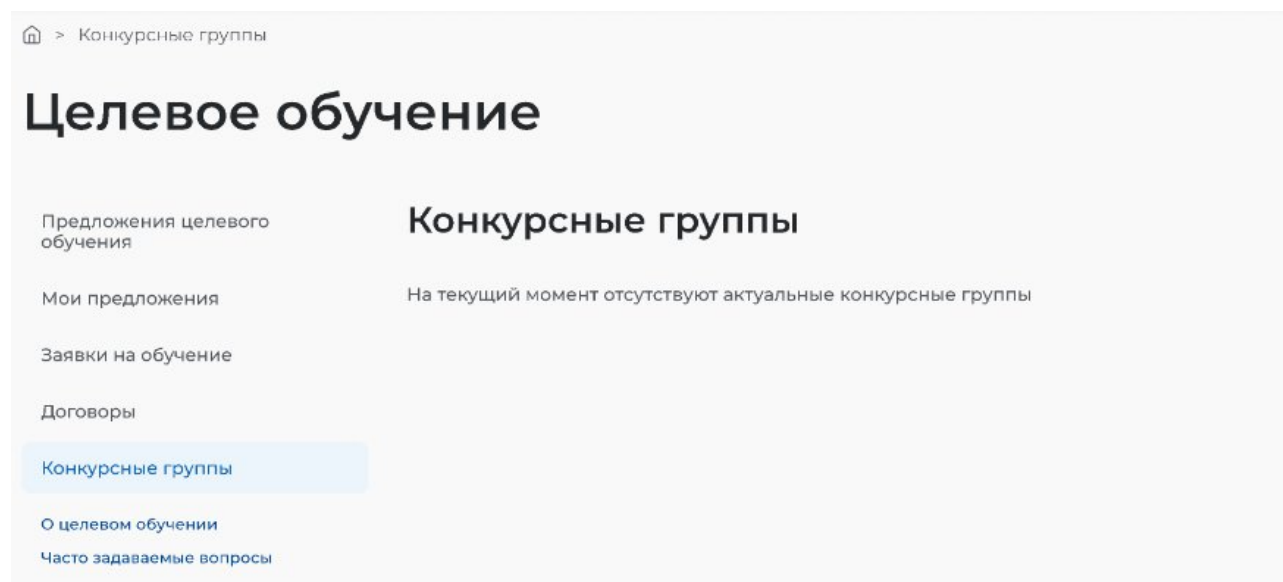 > Конкурсные группы
Целевое обучение
Предложения целевого
обучения
Мои предложения
Заявки на обучение
Договоры
Конкурсные группы
О целевом обучении
Часто задаваемые вопросы
Конкурсные группы
На текущий момент отсутствуют актуальные конкурсные группы